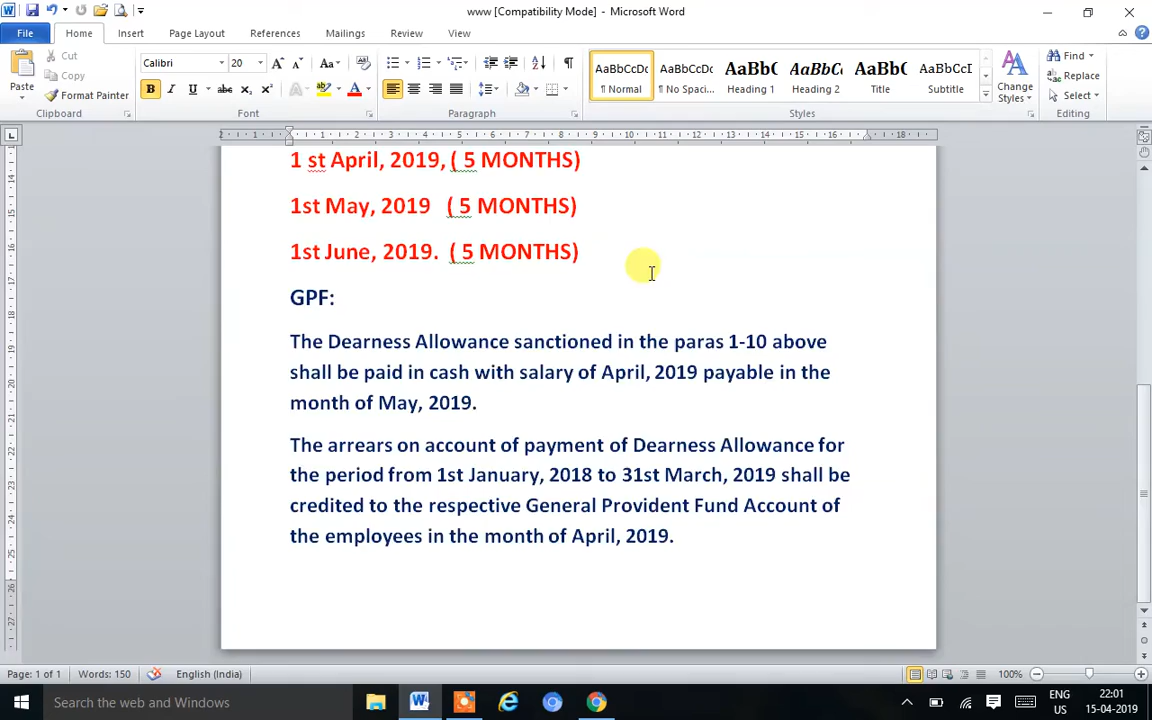 www [Compatibility Mode] - Microsoft Word
File Home Insert Page Layout References Mailings Review View
Cut
Copy
Format Painter
Paste
Clipboard
Calibri 20
Font
Paragraph
AaBbCcDc AaBbCcDc AaBbC AaBbCc AaBbC AaBbCcI
¶ Normal ¶ No Spaci... Heading 1 Heading 2 Title Subtitle
Styles
Change
Styles
Find
Replace
Select
Editing
1 st April, 2019, ( 5 MONTHS)
1st May, 2019 ( 5 MONTHS)
1st June, 2019. ( 5 MONTHS)
GPF:
The Dearness Allowance sanctioned in the paras 1-10 above
shall be paid in cash with salary of April, 2019 payable in the
month of May, 2019.
The arrears on account of payment of Dearness Allowance for
the period from 1st January, 2018 to 31st March, 2019 shall be
credited to the respective General Provident Fund Account of
the employees in the month of April, 2019.
Page: 1 of 1 Words: 150 English (India) 100%
Search the web and Windows
ENG
US
22:01
15-04-2019